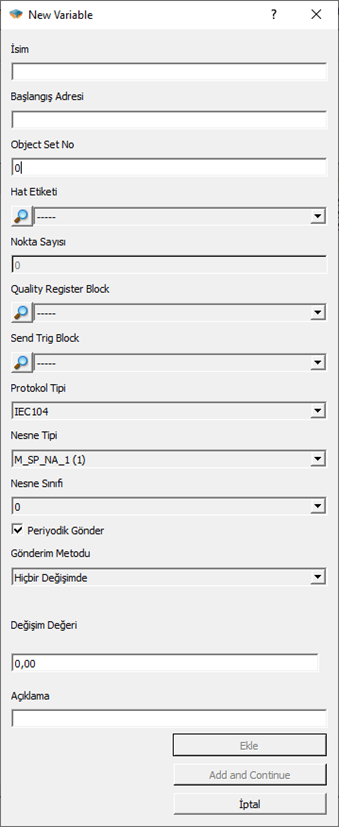 New Variable
İsim
Başlangış Adresi
Object Set No
0
Hat Etiketi
-----
Nokta Sayısı
0
Quality Register Block
-----
Send Trig Block
-----
Protokol Tipi
IEC104
Nesne Tipi
M_SP_NA_1 (1)
Nesne Sınıfı
0
Periyodik Gönder
Gönderim Metodu
Hiçbir Değişimde
Değişim Değeri
0,00
Açıklama
Ekle
Add and Continue
İptal